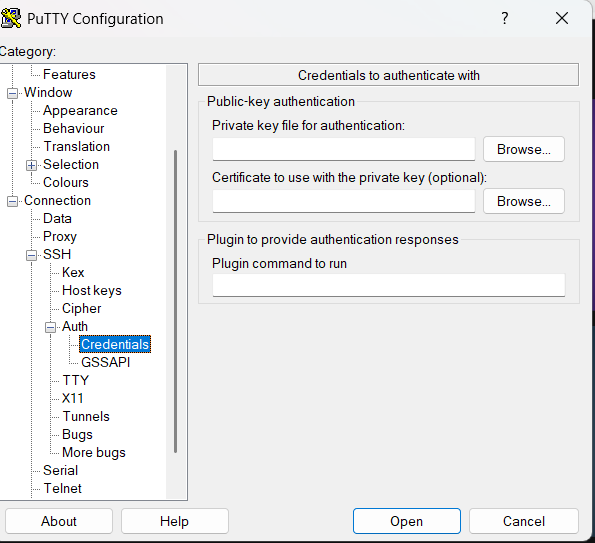 PuTTY Configuration
?
Category:
Features
Window
Appearance
Behaviour
Translation
Selection
Colours
Connection
Data
Proxy
SSH
Kex
Host keys
Cipher
Auth
Credentials
GSSAPI
TTY
X11
Tunnels
Bugs
More bugs
Serial
Telnet
Credentials to authenticate with
Public-key authentication
Private key file for authentication:
Browse...
Certificate to use with the private key (optional):
Browse...
Plugin to provide authentication responses
Plugin command to run
About
Help
Open
Cancel